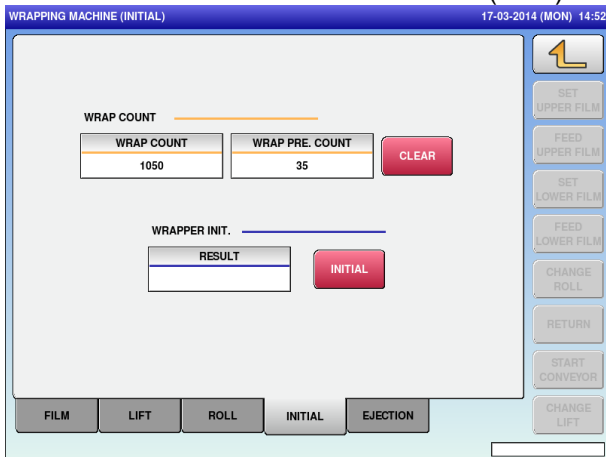 WRAPPING MACHINE (INITIAL)
17-03-2014 (MON) 14:52
WRAP COUNT
WRAP COUNT
WRAP PRE. COUNT
1050
35
CLEAR
WRAPPER INIT.
RESULT
INITIAL
SET
UPPER FILM
FEED
UPPER FILM
SET
LOWER FILM
FEED
LOWER FILM
CHANGE
ROLL
RETURN
START
CONVEYOR
CHANGE
LIFT
FILM
LIFT
ROLL
INITIAL
EJECTION